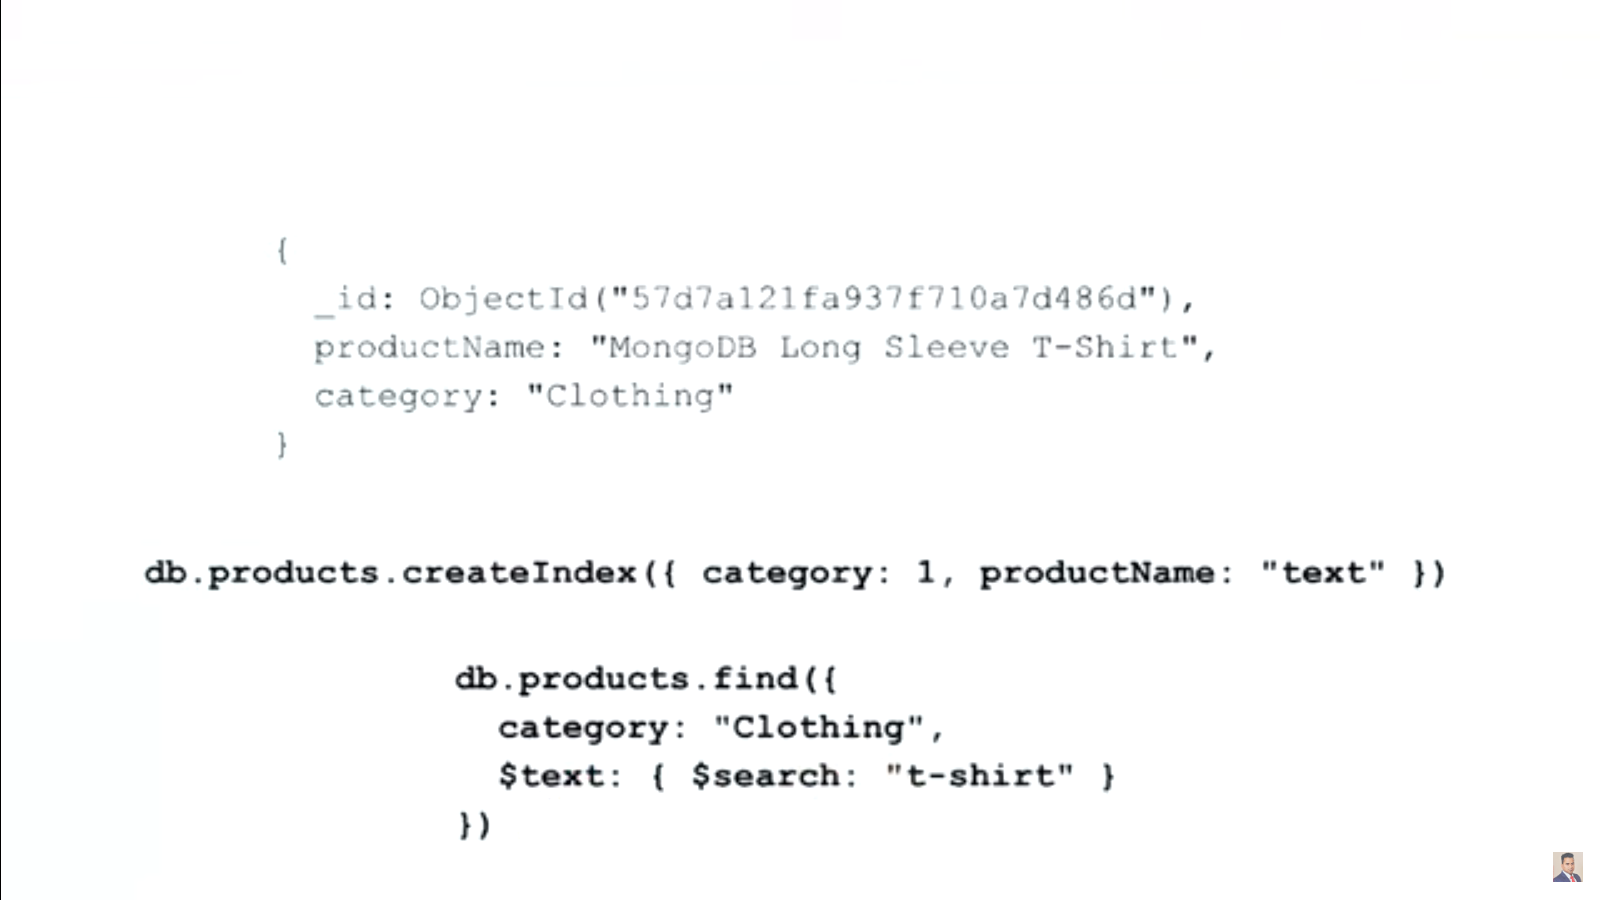 {
_id: ObjectId("57d7a121fa937f710a7d486d"),
productName: "MongoDB Long Sleeve T-Shirt",
category: "Clothing"
}
db.products.createIndex({ category: 1, productName: "text" })
db.products.find({
category: "Clothing",
$text: { $search: "t-shirt" }
})